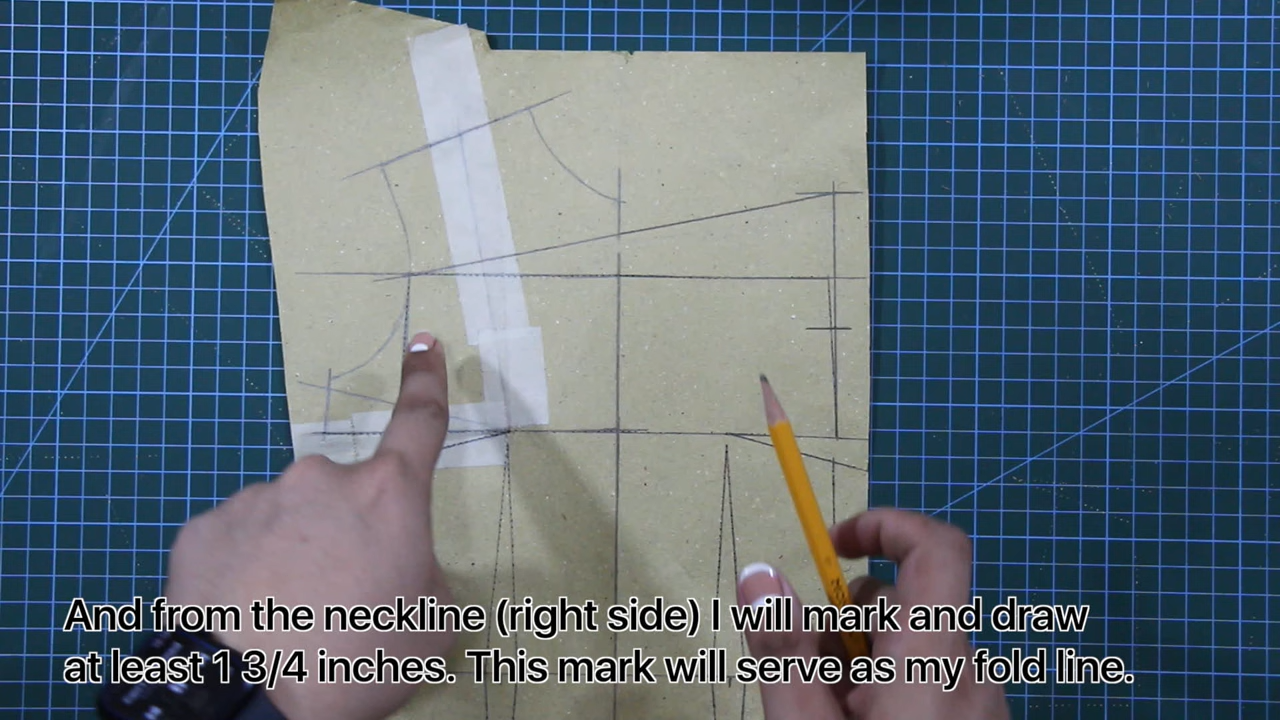 And from the neckline (right side) I will mark and draw
at least 1 3/4 inches. This mark will serve as my fold line.